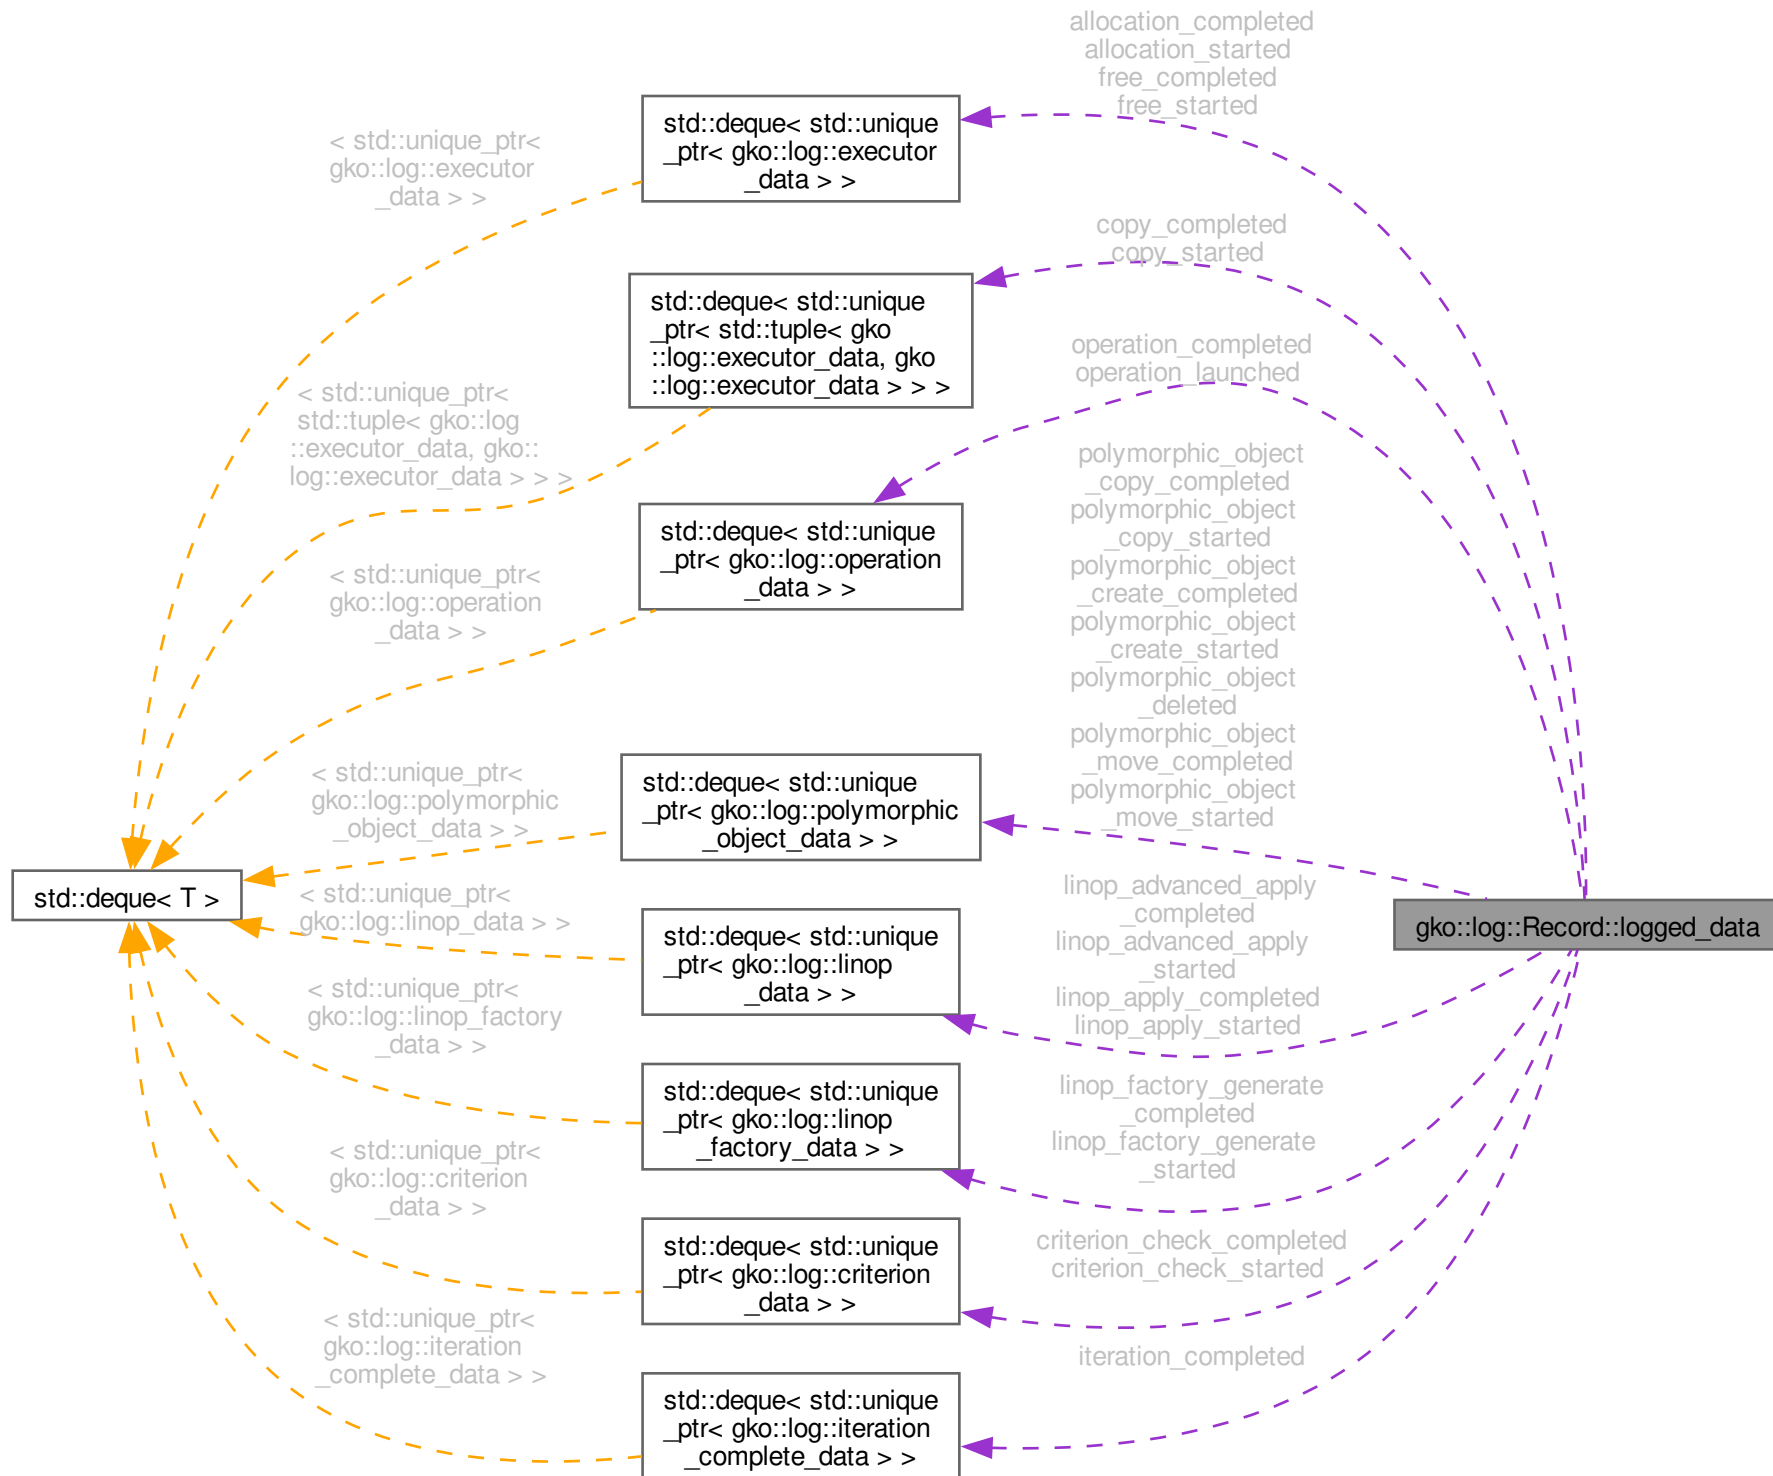 allocation_completed
allocation_started
free_completed
free_started
std::deque< std::unique
_ptr< gko::log::executor
_data > >
< std::unique_ptr<
gko::log::executor
_data > >
copy_completed
copy_started
std::deque< std::unique
_ptr< std::tuple< gko
::log::executor_data, gko
::log::executor_data > > >
operation_completed
operation_launched
< std::unique_ptr<
std::tuple< gko::log
::executor_data, gko::
log::executor_data > > >
polymorphic_object
_copy_completed
polymorphic_object
_copy_started
polymorphic_object
_create_completed
polymorphic_object
_create_started
polymorphic_object
_deleted
polymorphic_object
_move_completed
polymorphic_object
_move_started
std::deque< std::unique
_ptr< gko::log::operation
_data > >
< std::unique_ptr<
gko::log::operation
_data > >
std::deque< std::unique
_ptr< gko::log::polymorphic
_object_data > >
< std::unique_ptr<
gko::log::polymorphic
_object_data > >
std::deque< T >
< std::unique_ptr<
gko::log::linop_data > >
linop_advanced_apply
_completed
linop_advanced_apply
_started
linop_apply_completed
linop_apply_started
gko::log::Record::logged_data
std::deque< std::unique
_ptr< gko::log::linop
_data > >
< std::unique_ptr<
gko::log::linop_factory
_data > >
std::deque< std::unique
_ptr< gko::log::linop
_factory_data > >
linop_factory_generate
_completed
linop_factory_generate
_started
< std::unique_ptr<
gko::log::criterion
_data > >
std::deque< std::unique
_ptr< gko::log::criterion
_data > >
criterion_check_completed
criterion_check_started
< std::unique_ptr<
gko::log::iteration
_complete_data > >
iteration_completed
std::deque< std::unique
_ptr< gko::log::iteration
_complete_data > >